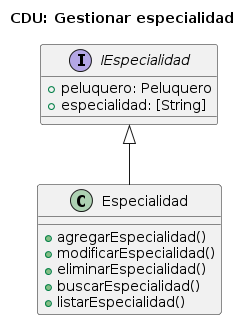 CDU: Gestionar especialidad
I IEspecialidad
peluquero: Peluquero
especialidad: [String]
C Especialidad
agregarEspecialidad()
modificarEspecialidad()
eliminarEspecialidad()
buscarEspecialidad()
listarEspecialidad()